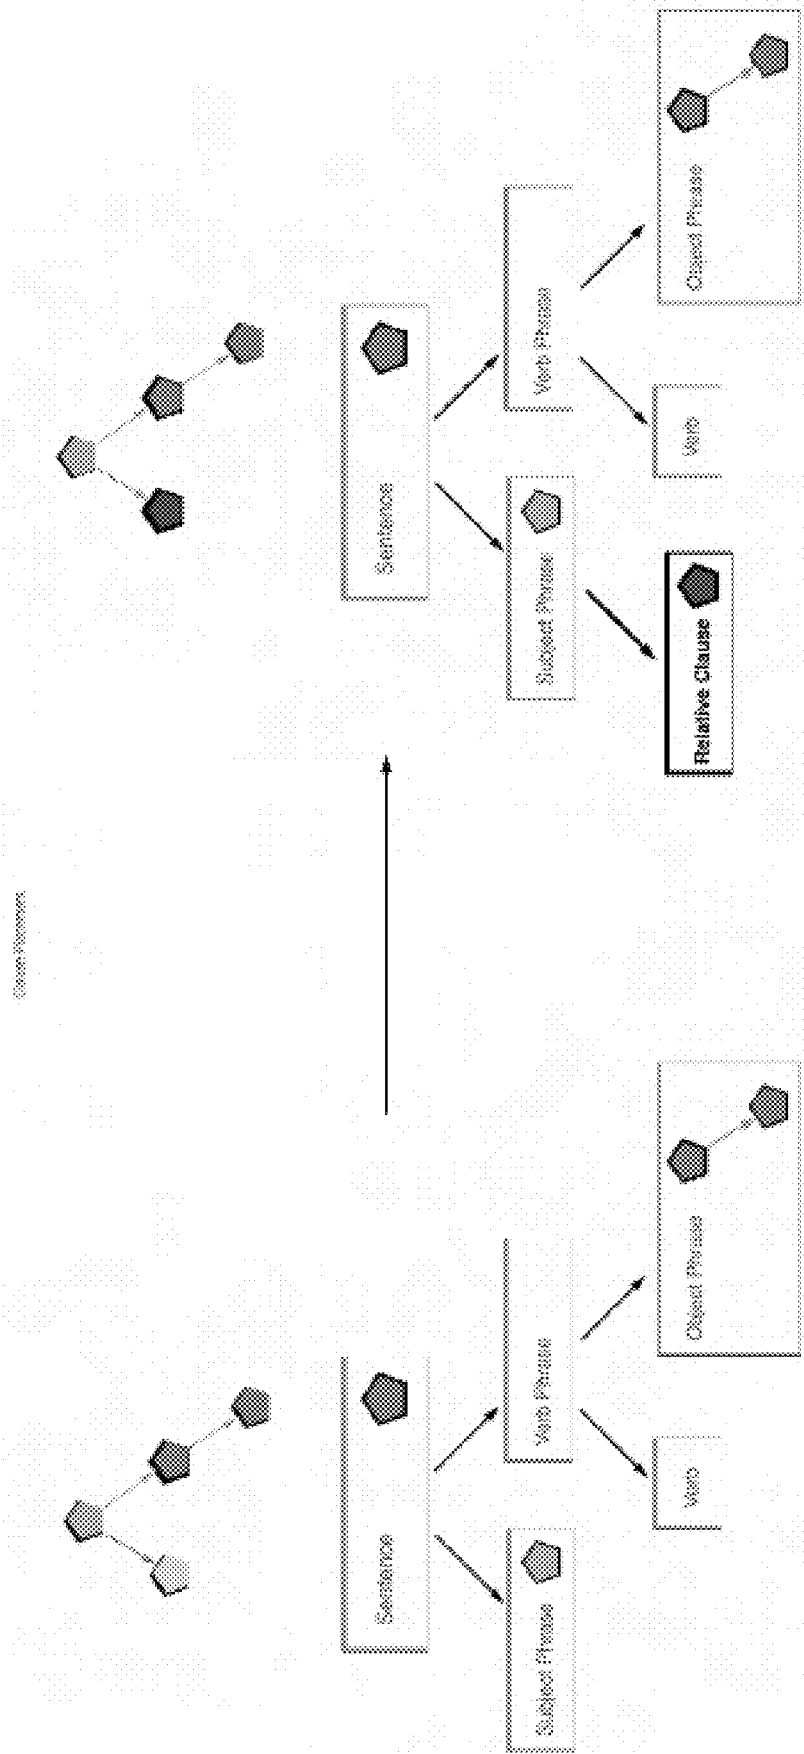 Sentence
Subject Phrase
Verb Phrase
Verb
Object Phrase
Sentence
Subject Phrase
Verb Phrase
Relative Clause
Verb
Object Phrase